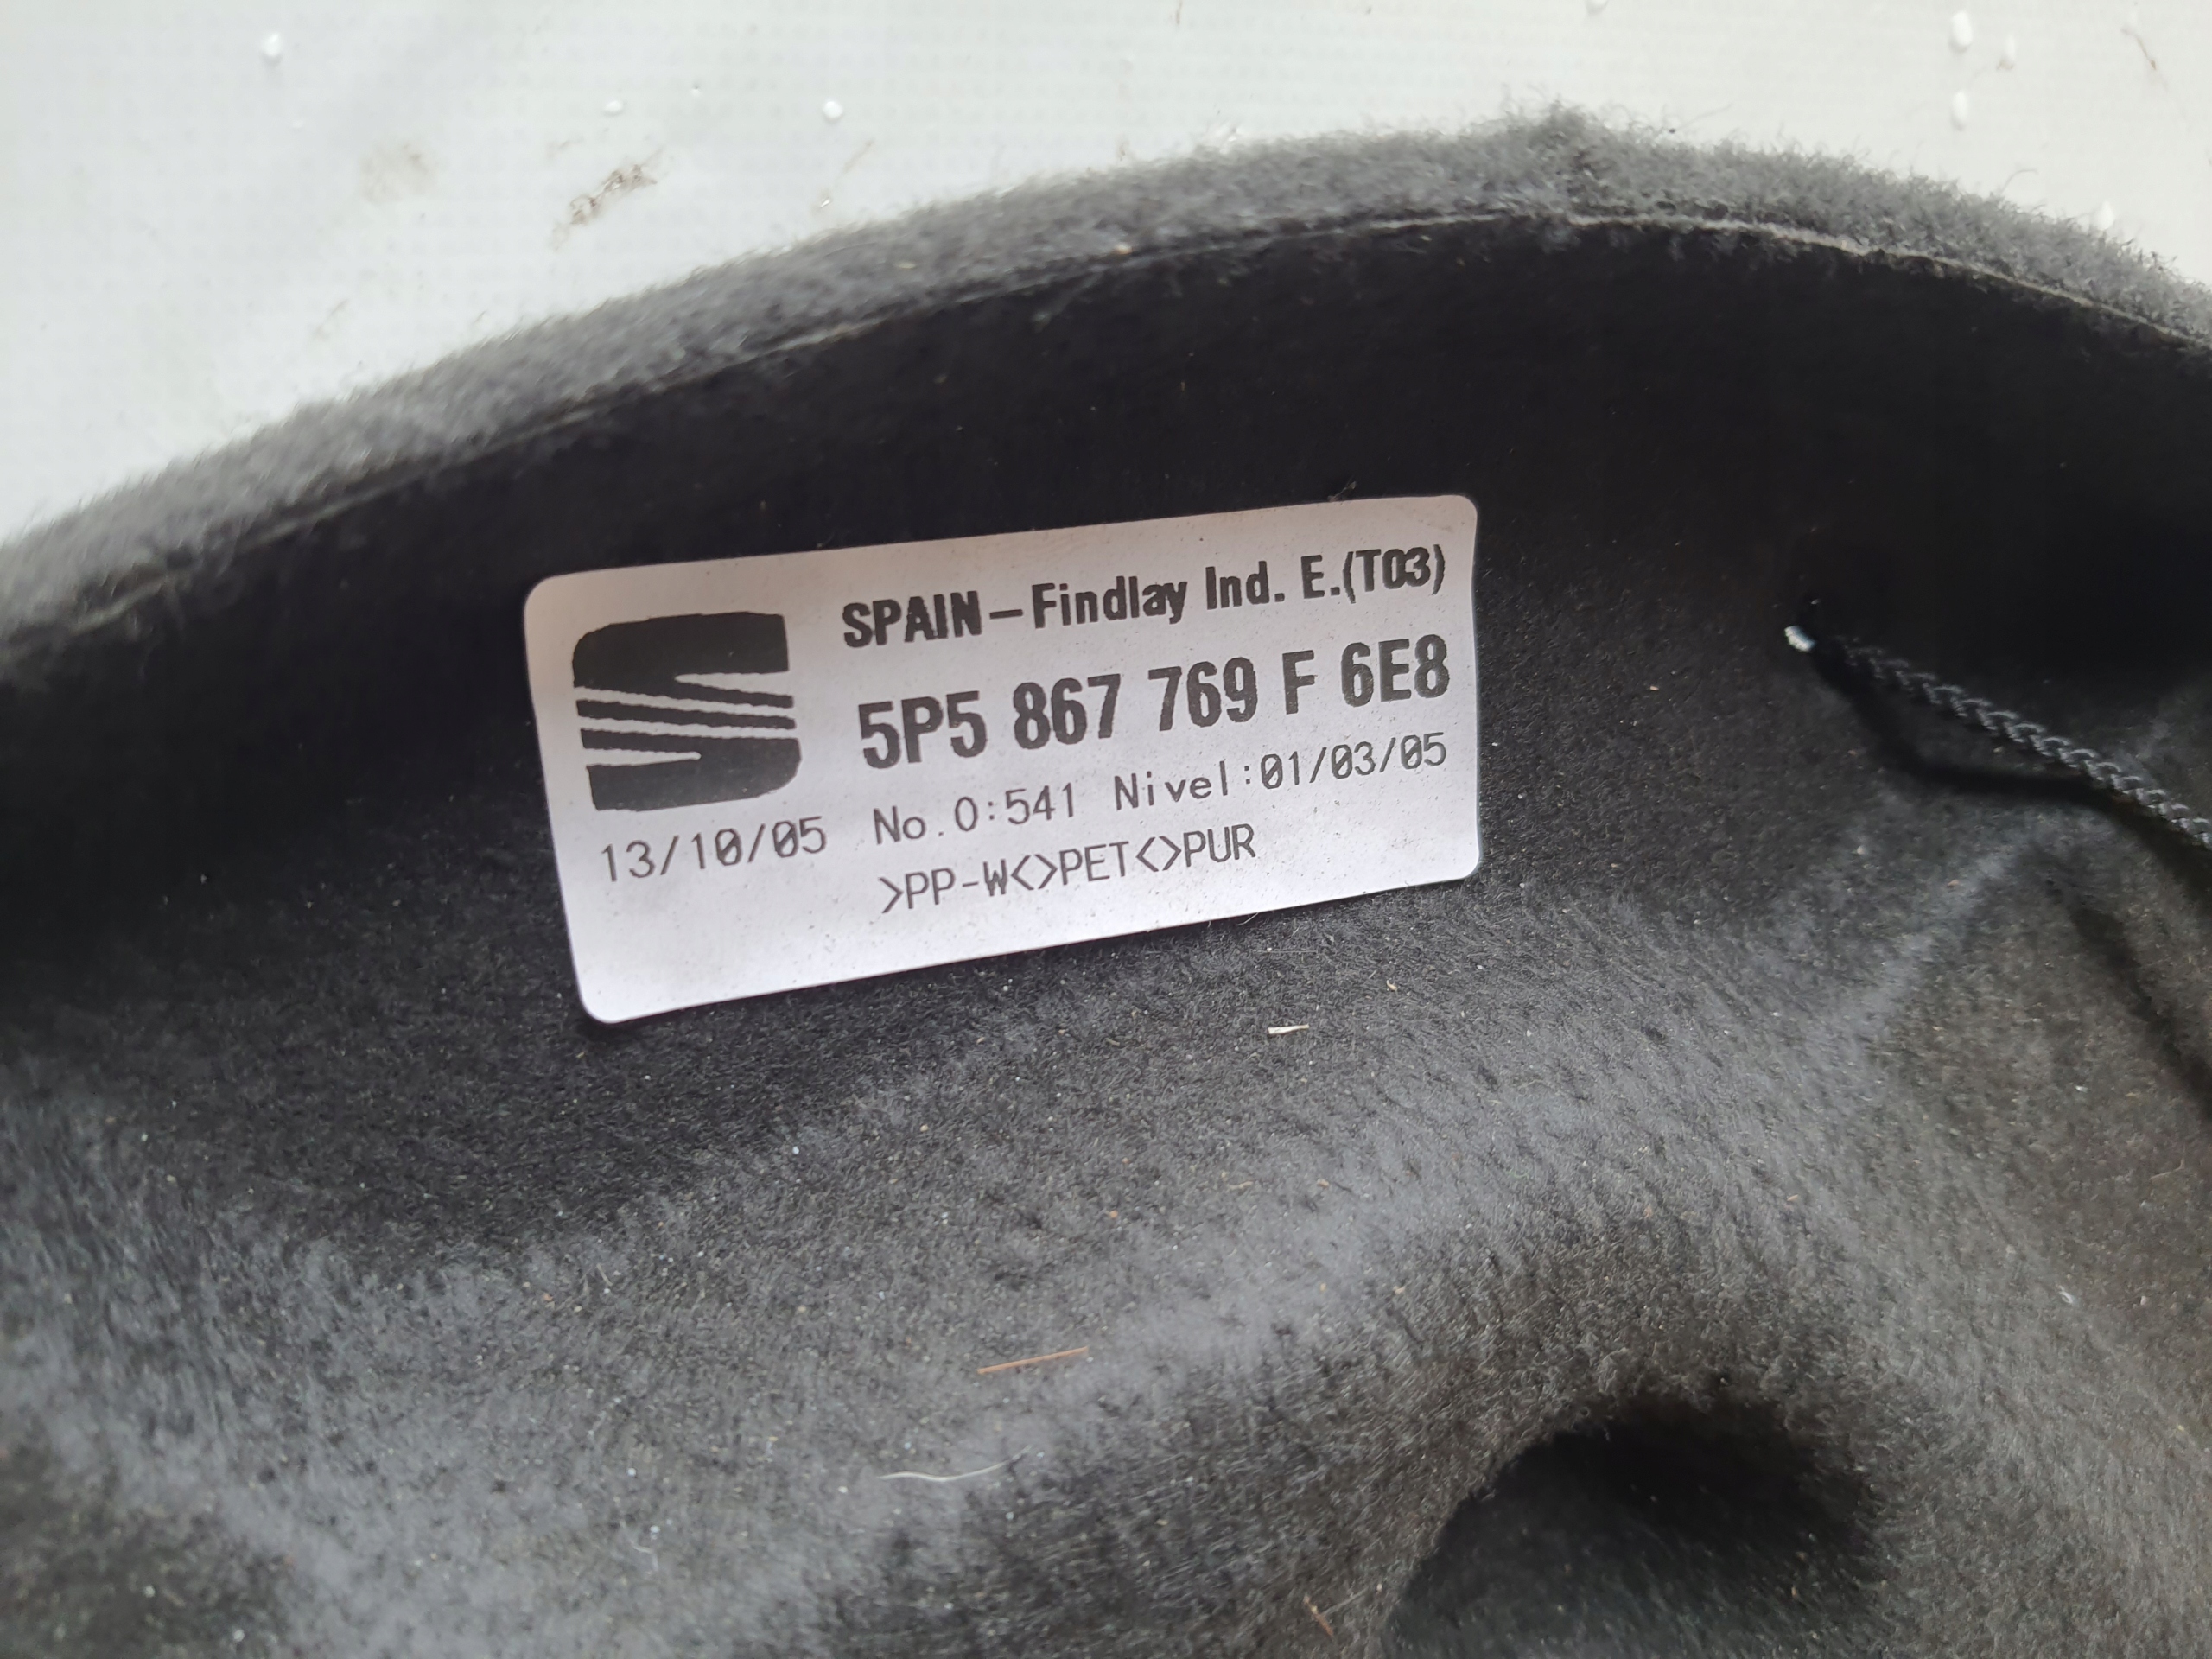 SPAIN-Findlay Ind. E.(T03)
5P5 867 769 F 6E8
13/10/05 No.O:541 Nivel:01/03/05
>PP-W<>PET<>PUR